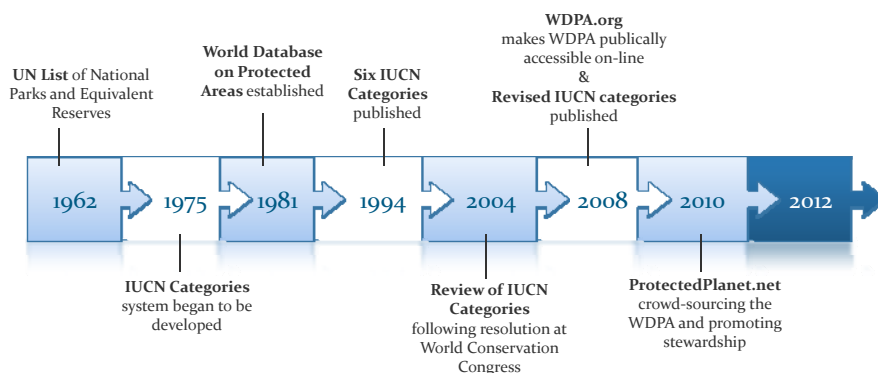 UN List of National
Parks and Equivalent
Reserves
World Database
on Protected
Areas established
Six IUCN
Categories
published
WDPA.org
makes WDPA publically
accessible on-line
&
Revised IUCN categories
published
1962
1975
1981
1994
2004
2008
2010
2012
IUCN Categories
system began to be
developed
Review of IUCN
Categories
following resolution at
World Conservation
Congress
ProtectedPlanet.net
crowd-sourcing the
WDPA and promoting
stewardship